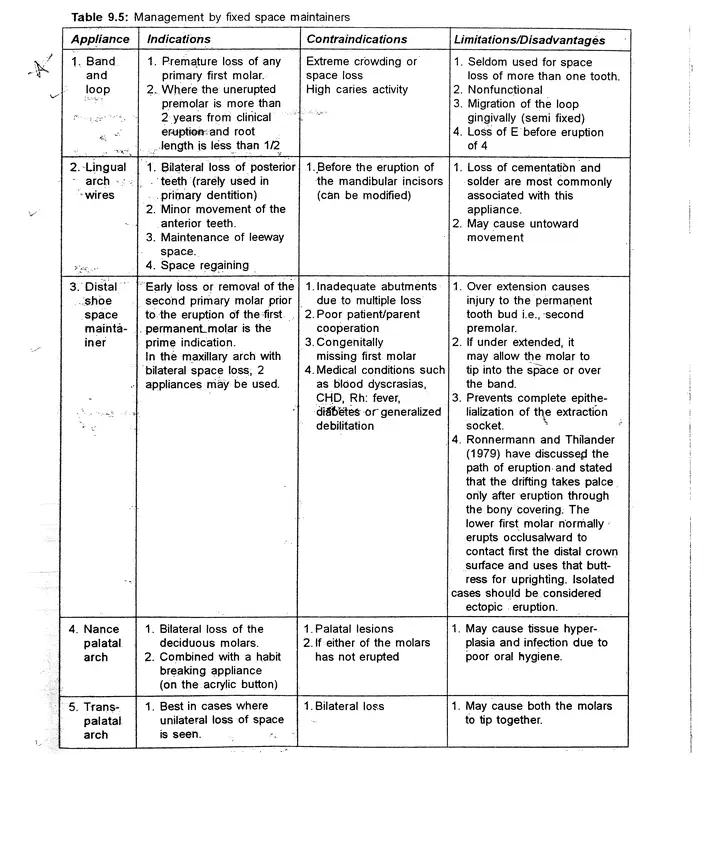 Table 9.5: Management by fixed space maintainers
Appliance Indications Contraindications Limitations/Disadvantages
1. Band and loop
1. Premature loss of any
primary first molar.
2. Where the unerupted
premolar is more than
2 years from clinical
eruption and root
length is less than 1/2
Extreme crowding or
space loss
High caries activity
1. Seldom used for space
loss of more than one tooth.
2. Nonfunctional
3. Migration of the loop
gingivally (semi fixed)
4. Loss of E before eruption
of 4
2. Lingual
arch
wires
1. Bilateral loss of posterior
teeth (rarely used in
primary dentition)
2. Minor movement of the
anterior teeth.
3. Maintenance of leeway
space.
4. Space regaining
1. Before the eruption of
the mandibular incisors
(can be modified)
1. Loss of cementation and
solder are most commonly
associated with this
appliance.
2. May cause untoward
movement
3. Distal
shoe
space
mainta-
iner
Early loss or removal of the
second primary molar prior
to the eruption of the first
permanent molar is the
prime indication.
In the maxillary arch with
bilateral space loss, 2
appliances may be used.
1. Inadequate abutments
due to multiple loss
2. Poor patient/parent
cooperation
3. Congenitally
missing first molar
4. Medical conditions such
as blood dyscrasias,
CHD, Rh: fever,
diabetes or generalized
debilitation
1. Over extension causes
injury to the permanent
tooth bud i.e., second
premolar.
2. If under extended, it
may allow the molar to
tip into the space or over
the band.
3. Prevents complete epithe-
lialization of the extraction
socket.
4. Ronnermann and Thilander
(1979) have discussed the
path of eruption and stated
that the drifting takes palce
only after eruption through
the bony covering. The
lower first molar normally
erupts occlusalward to
contact first the distal crown
surface and uses that butt-
ress for uprighting. Isolated
cases should be considered
ectopic eruption.
4. Nance
palatal
arch
1. Bilateral loss of the
deciduous molars.
2. Combined with a habit
breaking appliance
(on the acrylic button)
1. Palatal lesions
2. If either of the molars
has not erupted
1. May cause tissue hyper-
plasia and infection due to
poor oral hygiene.
5. Trans-
palatal
arch
1. Best in cases where
unilateral loss of space
is seen.
1. Bilateral loss
1. May cause both the molars
to tip together.